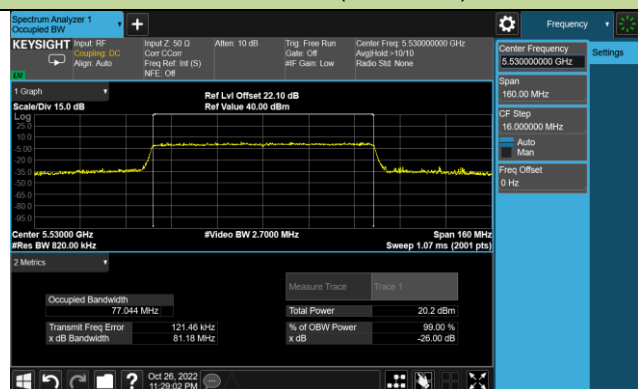 Spectrum Analyzer 1
Occupied BW
+
Frequency
KEYSIGHT
Input: RF
Coupling: DC
Align: Auto
Input Z: 50 Ω
Corr CCorr
Freq Ref: Int (S)
NFE: Off
Atten: 10 dB
Trig: Free Run
Gate: Off
#IF Gain: Low
Center Freq: 5.530000000 GHz
Avg|Hold:>10/10
Radio Std: None
Center Frequency
5.530000000 GHz
Settings
Span
160.00 MHz
CF Step
16.000000 MHz
Auto
Man
Freq Offset
0 Hz
1 Graph
Scale/Div 15.0 dB
Ref Lvl Offset 22.10 dB
Ref Value 40.00 dBm
Log
25.0
10.0
-5.00
-20.0
-35.0
-50.0
-65.0
-80.0
-95.0
Center 5.53000 GHz
#Res BW 820.00 kHz
#Video BW 2.7000 MHz
Span 160 MHz
Sweep 1.07 ms (2001 pts)
2 Metrics
Measure Trace
Trace 1
Occupied Bandwidth
77.044 MHz
Total Power
20.2 dBm
Transmit Freq Error
121.46 kHz
% of OBW Power
99.00 %
x dB Bandwidth
81.18 MHz
x dB
-26.00 dB
?
Oct 26, 2022
11:29:02 PM